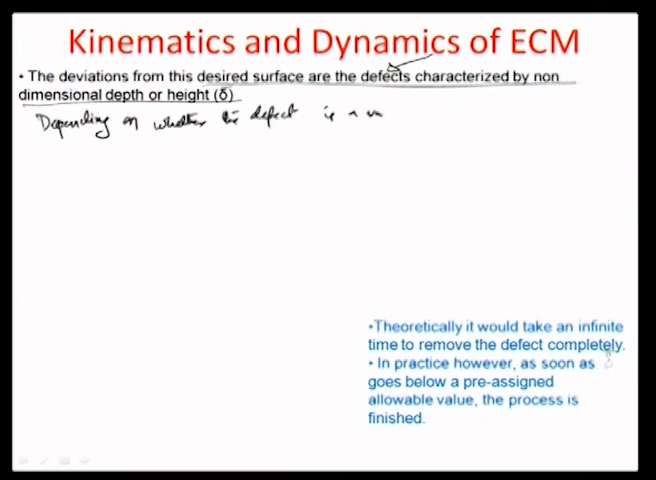 Kinematics and Dynamics of ECM
• The deviations from this desired surface are the defects characterized by non
dimensional depth or height (δ)
Depending on whether the defect is a
•Theoretically it would take an infinite
time to remove the defect completely.
• In practice however, as soon as δ
goes below a pre-assigned
allowable value, the process is
finished.